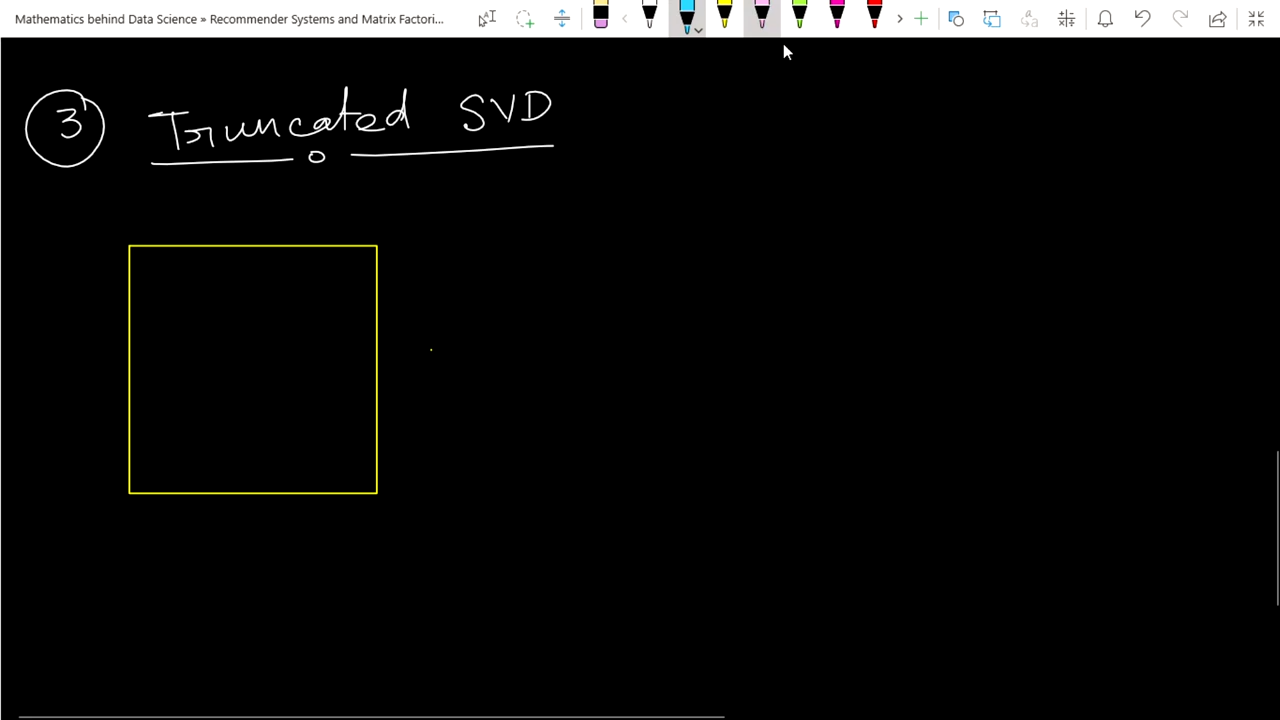 Mathematics behind Data Science » Recommender Systems and Matrix Factori...
3 Truncated SVD